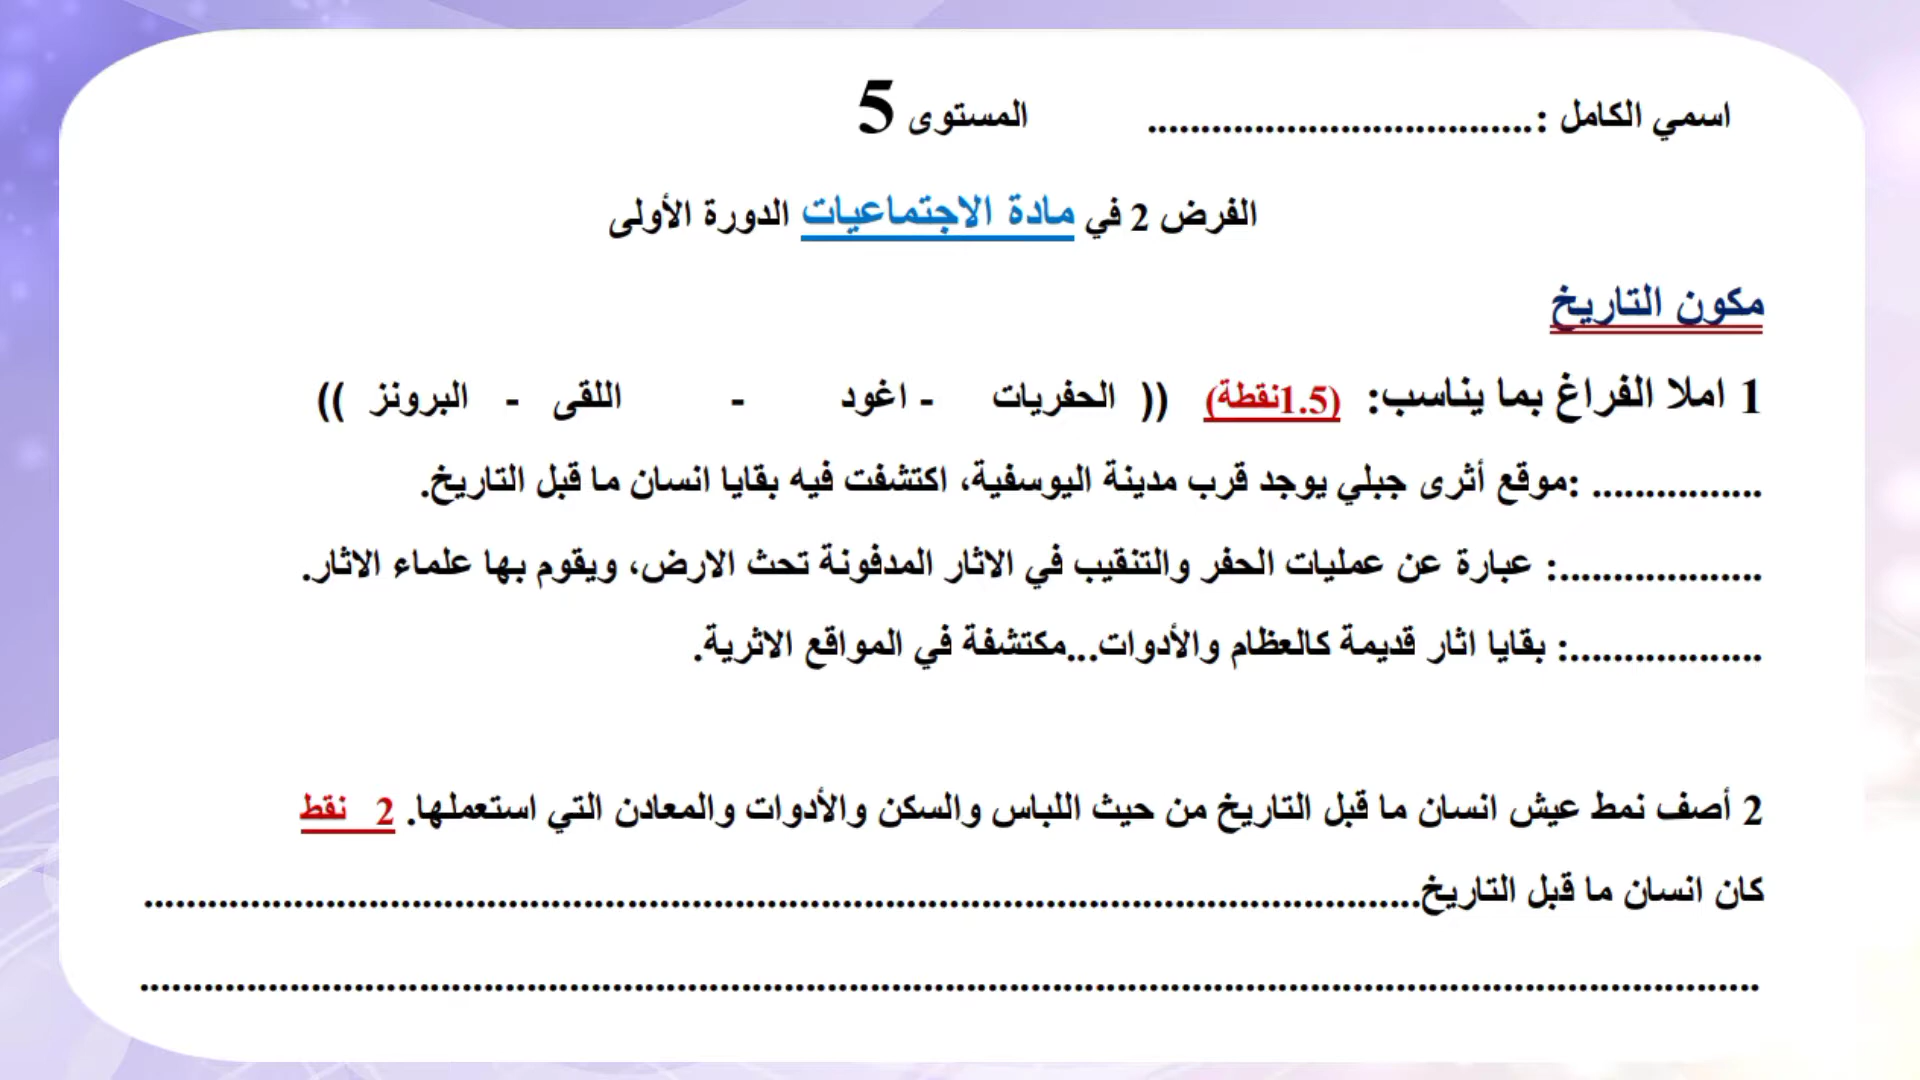 اسمي الكامل :.................................... المستوى 5
الفرض 2 في مادة الاجتماعيات الدورة الأولى
مكون التاريخ
1 املا الفراغ بما يناسب: (1.5نقطة) (( الحفريات - اغود - اللقى - البرونز ))
................ :موقع أثرى جبلي يوجد قرب مدينة اليوسفية، اكتشفت فيه بقايا انسان ما قبل التاريخ.
...................: عبارة عن عمليات الحفر والتنقيب في الاثار المدفونة تحث الارض، ويقوم بها علماء الاثار.
..................: بقايا اثار قديمة كالعظام والأدوات...مكتشفة في المواقع الاثرية.
2 أصف نمط عيش انسان ما قبل التاريخ من حيث اللباس والسكن والأدوات والمعادن التي استعملها. 2 نقط
كان انسان ما قبل التاريخ........................................................................................................................
........................................................................................................................................................